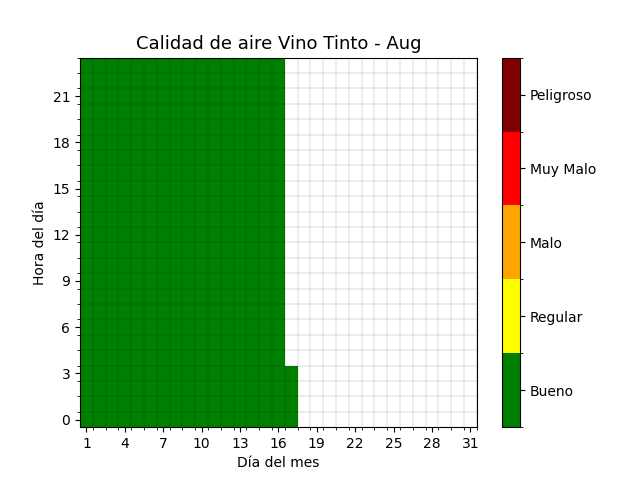 Calidad de aire Vino Tinto - Aug
Hora del día
21
18
15
12
9
6
3
0
1 4 7 10 13 16 19 22 25 28 31
Día del mes
Peligroso
Muy Malo
Malo
Regular
Bueno